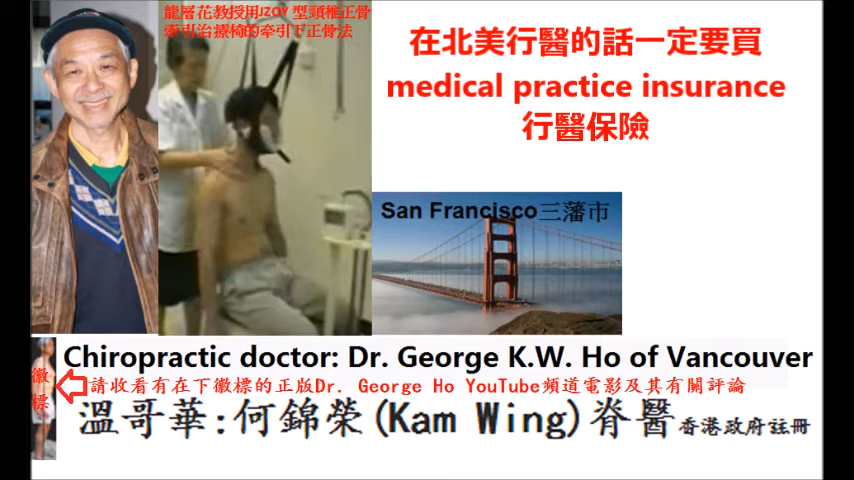 龍層花教授用JZOY 型頸椎正骨
牽引治療椅的牽引下正骨法
在北美行醫的話一定要買
medical practice insurance
行醫保險
San Francisco三藩市
Chiropractic doctor: Dr. George K.W. Ho of Vancouver
徽標
請收看有在下徽標的正版Dr. George Ho YouTube頻道電影及其有關評論
溫哥華:何錦榮(Kam Wing)脊醫香港政府註冊